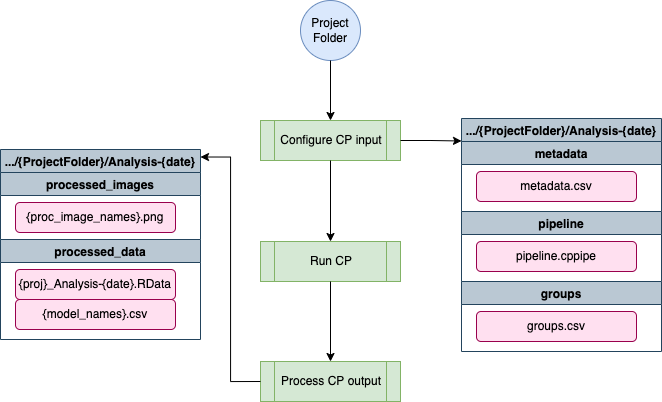 Project
Folder
Configure CP input
Run CP
Process CP output
.../{ProjectFolder}/Analysis-{date}
metadata
metadata.csv
pipeline
pipeline.cppipe
groups
groups.csv
.../{ProjectFolder}/Analysis-{date}
processed_images
{proc_image_names}.png
processed_data
{proj}_Analysis-{date}.RData
{model_names}.csv